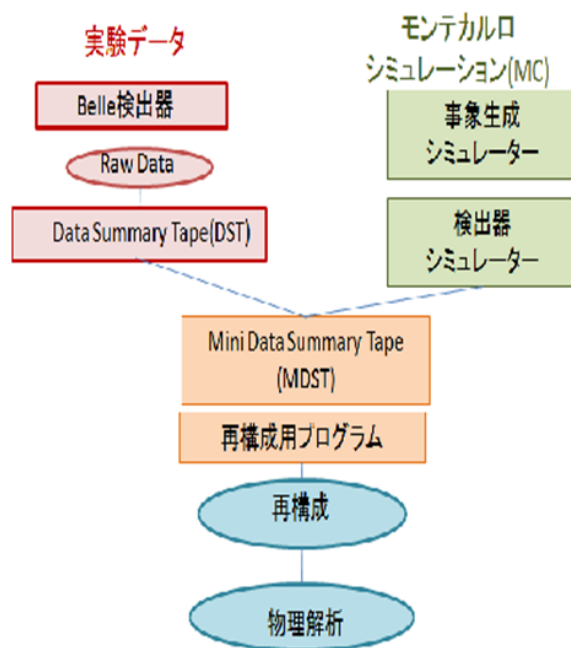 実験データ
Belle検出器
Raw Data
Data Summary Tape(DST)
モンテカルロ
シミュレーション(MC)
事象生成
シミュレーター
検出器
シミュレーター
Mini Data Summary Tape
(MDST)
再構成用プログラム
再構成
物理解析